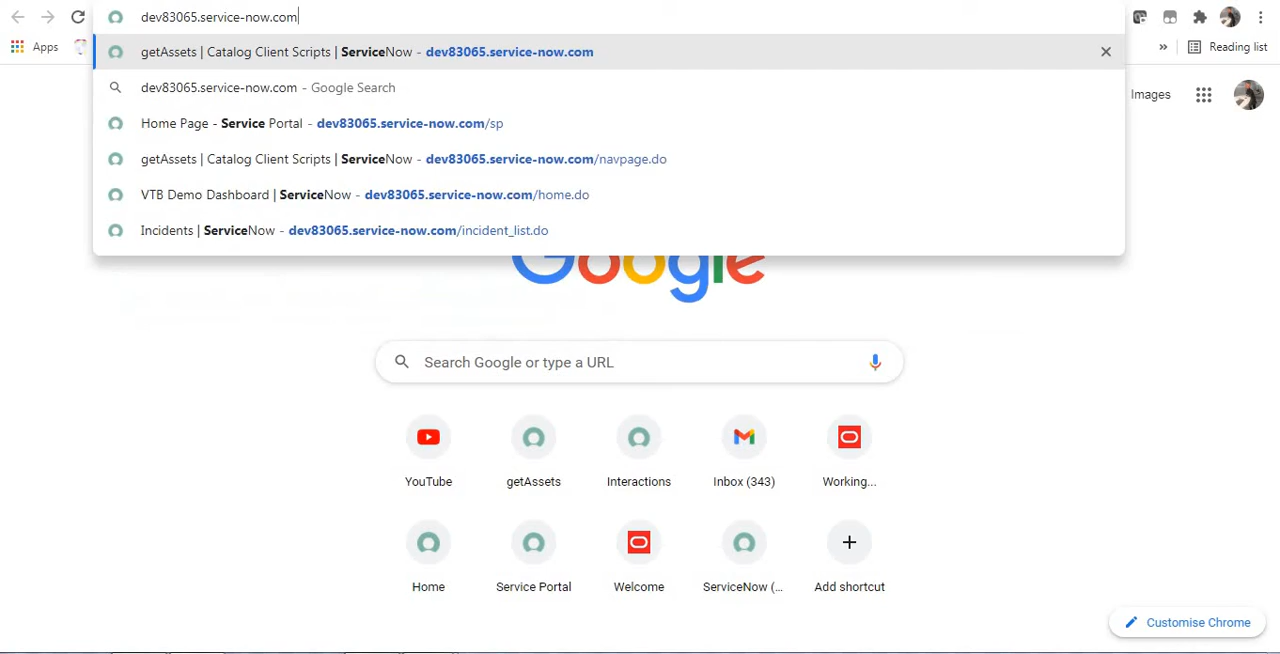 dev83065.service-now.com
Apps
»
Reading list
getAssets | Catalog Client Scripts | ServiceNow - dev83065.service-now.com
dev83065.service-now.com - Google Search
Images
Home Page - Service Portal - dev83065.service-now.com/sp
getAssets | Catalog Client Scripts | ServiceNow - dev83065.service-now.com/navpage.do
VTB Demo Dashboard | ServiceNow - dev83065.service-now.com/home.do
Incidents | ServiceNow - dev83065.service-now.com/incident_list.do
Google
Search Google or type a URL
YouTube
getAssets
Interactions
Inbox (343)
Working...
Home
Service Portal
Welcome
ServiceNow (...
Add shortcut
Customise Chrome